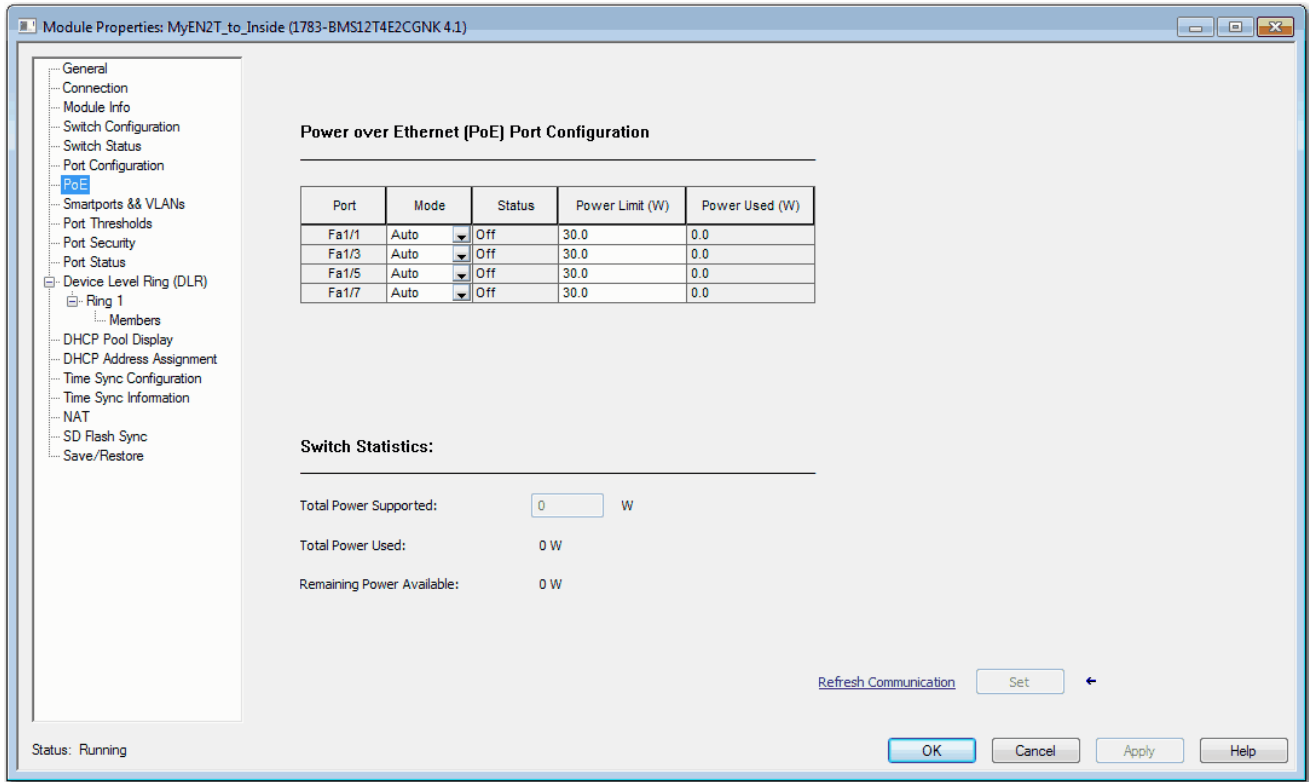 Module Properties: MyEN2T_to_Inside (1783-BMS12T4E2CGNK 4.1)
General
Connection
Module Info
Switch Configuration
Switch Status
Port Configuration
PoE
Smartports && VLANs
Port Thresholds
Port Security
Port Status
Device Level Ring (DLR)
Ring 1
Members
DHCP Pool Display
DHCP Address Assignment
Time Sync Configuration
Time Sync Information
NAT
SD Flash Sync
Save/Restore
Power over Ethernet (PoE) Port Configuration
Port Mode Status Power Limit (W) Power Used (W)
Fa1/1 Auto Off 30.0 0.0
Fa1/3 Auto Off 30.0 0.0
Fa1/5 Auto Off 30.0 0.0
Fa1/7 Auto Off 30.0 0.0
Switch Statistics:
Total Power Supported: 0 W
Total Power Used: 0 W
Remaining Power Available: 0 W
Refresh Communication Set
Status: Running
OK Cancel Apply Help